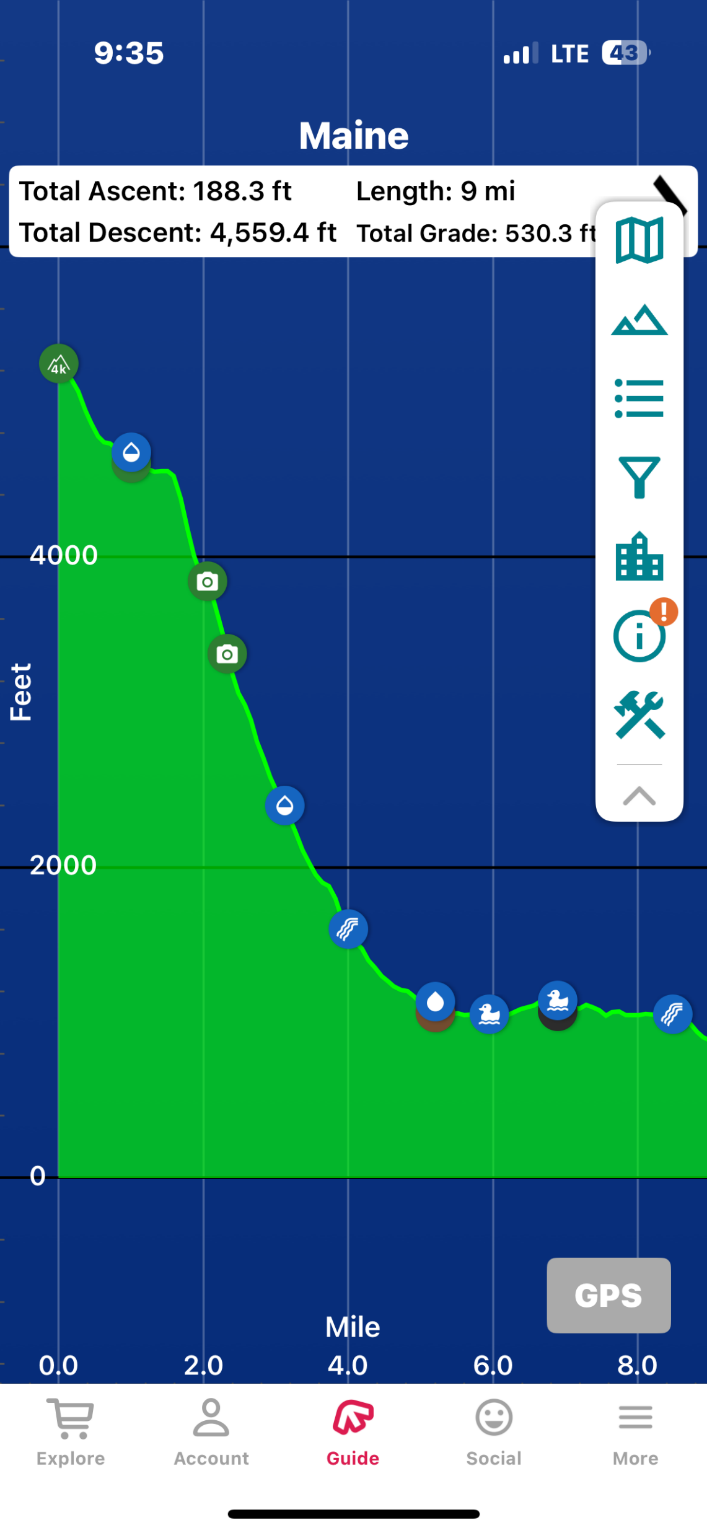 9:35 LTE 43
Maine
Total Ascent: 188.3 ft Length: 9 mi
Total Descent: 4,559.4 ft Total Grade: 530.3 ft
4k
4000
!
Feet
2000
0
GPS
Mile
0.0 2.0 4.0 6.0 8.0
Explore Account Guide Social More